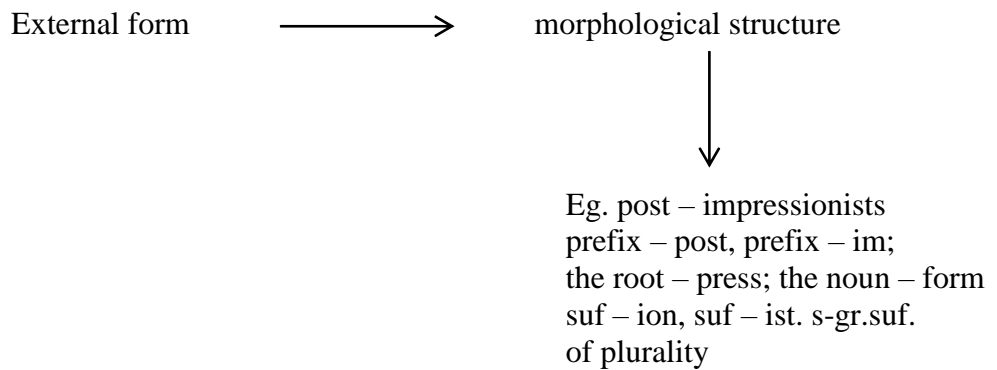 External form
morphological structure
Eg. post – impressionists
prefix – post, prefix – im;
the root – press; the noun – form
suf – ion, suf – ist. s-gr.suf.
of plurality